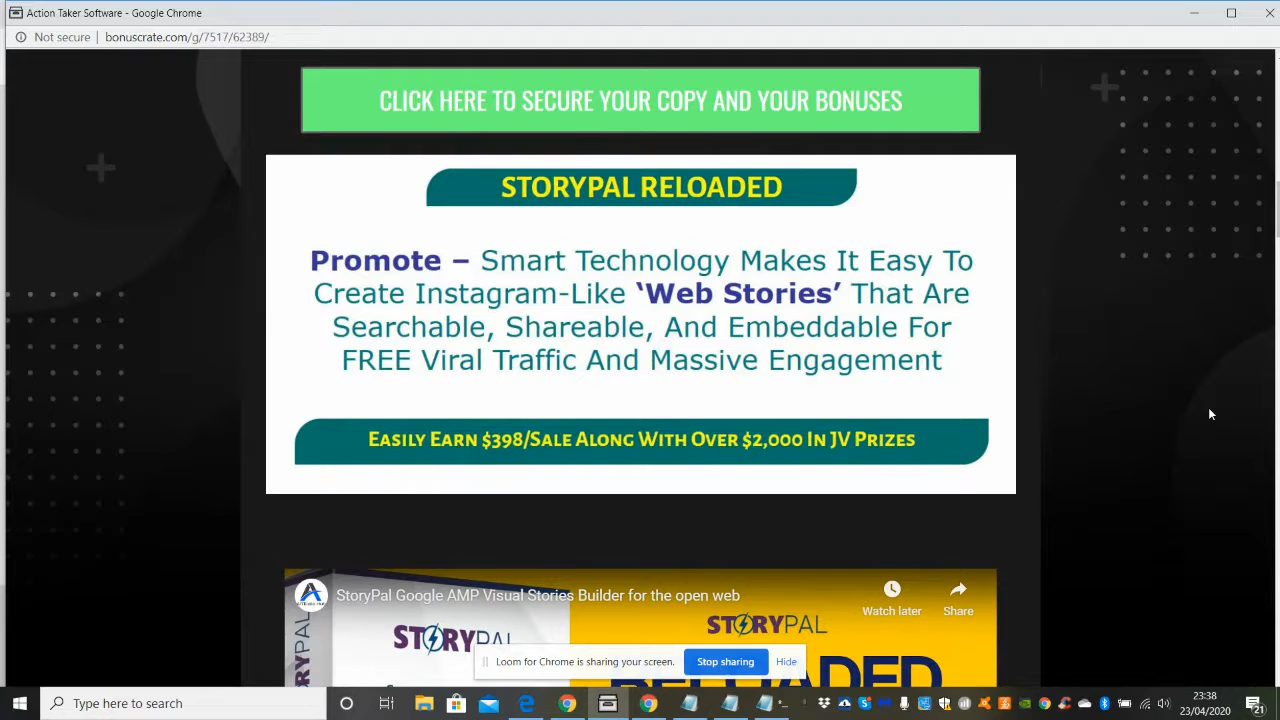 Action Taker Software - Google Chrome
Not secure | bonuscrate.com/g/7517/62389/
CLICK HERE TO SECURE YOUR COPY AND YOUR BONUSES
STORYPAL RELOADED
Promote – Smart Technology Makes It Easy To
Create Instagram-Like ‘Web Stories’ That Are
Searchable, Shareable, And Embeddable For
FREE Viral Traffic And Massive Engagement
EASILY EARN $398/SALE ALONG WITH OVER $2,000 IN JV PRIZES
StoryPal Google AMP Visual Stories Builder for the open web
Watch later
Share
STORYPAL
STORYPAL
STORYPAL
RELOADED
Loom for Chrome is sharing your screen.
Stop sharing
Hide
Type here to search
23:38
23/04/2020
21